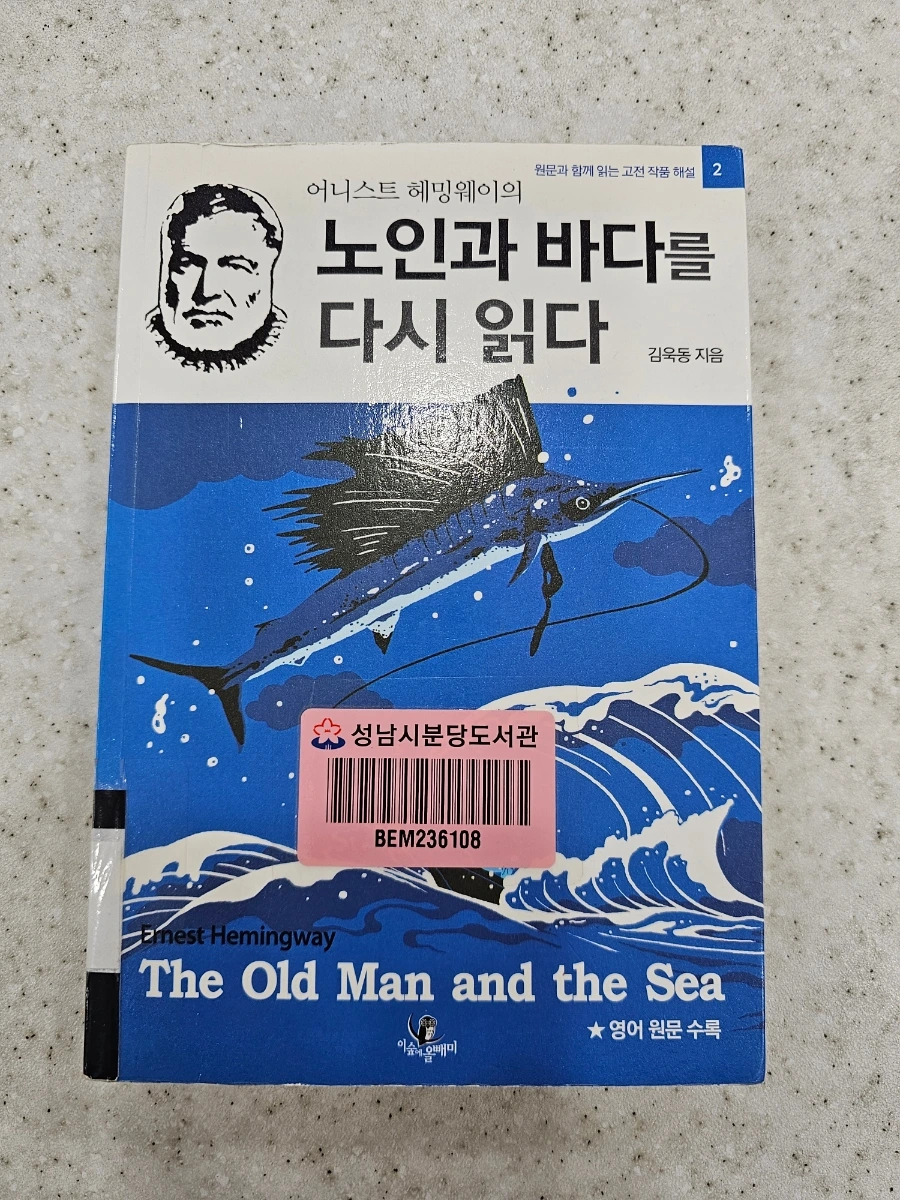 원문과 함께 읽는 고전 작품 해설 2
어니스트 헤밍웨이의
노인과 바다를
다시 읽다
김욱동 지음
성남시분당도서관
BEM236108
Ernest Hemingway
The Old Man and the Sea
★ 영어 원문 수록
이숲에올빼미